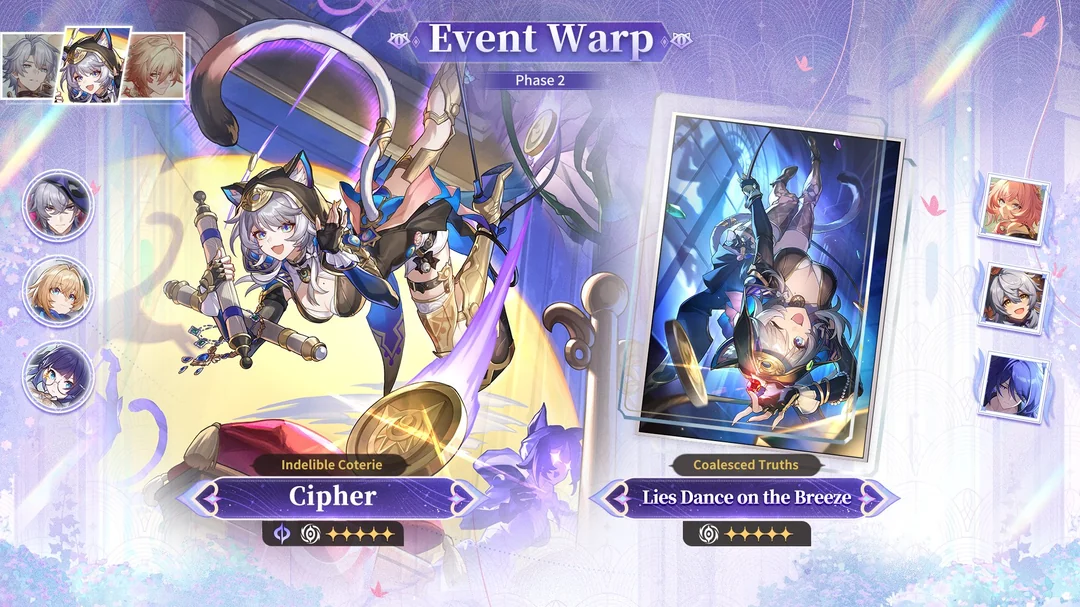 Event Warp
Phase 2
Indelible Coterie
Cipher
Coalesced Truths
Lies Dance on the Breeze